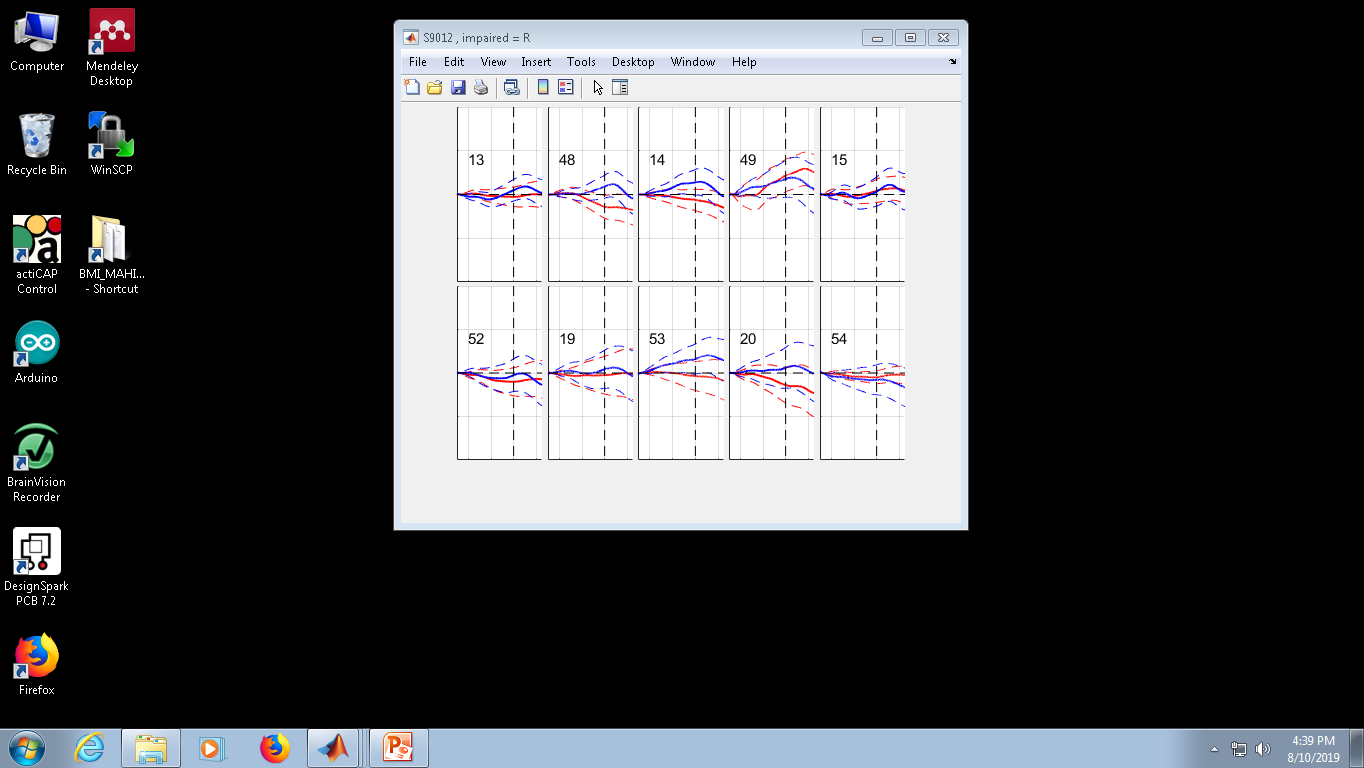 Computer
Mendeley
Desktop
Recycle Bin
WinSCP
actiCAP
Control
BMI_MAHI...
- Shortcut
Arduino
BrainVision
Recorder
DesignSpark
PCB 7.2
Firefox
S9012 , impaired = R
File Edit View Insert Tools Desktop Window Help
13 48 14 49 15
52 19 53 20 54
4:39 PM
8/10/2019